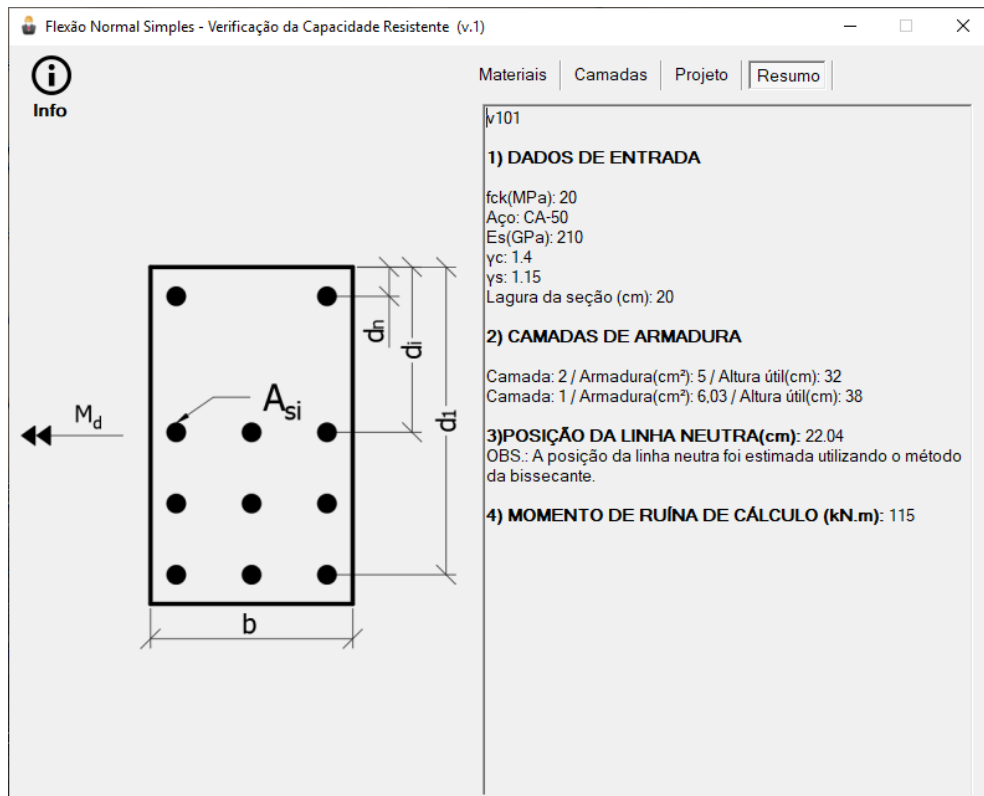 Flexão Normal Simples - Verificação da Capacidade Resistente (v.1)
Info
Materiais
Camadas
Projeto
Resumo
v101
1) DADOS DE ENTRADA
fck(MPa): 20
Aço: CA-50
Es(GPa): 210
γc: 1.4
γs: 1.15
Lagura da seção (cm): 20
2) CAMADAS DE ARMADURA
Camada: 2 / Armadura(cm²): 5 / Altura útil(cm): 32
Camada: 1 / Armadura(cm²): 6,03 / Altura útil(cm): 38
3)POSIÇÃO DA LINHA NEUTRA(cm): 22.04
OBS.: A posição da linha neutra foi estimada utilizando o método
da bissecante.
4) MOMENTO DE RUÍNA DE CÁLCULO (kN.m): 115
dn
di
d1
Asi
Md
b